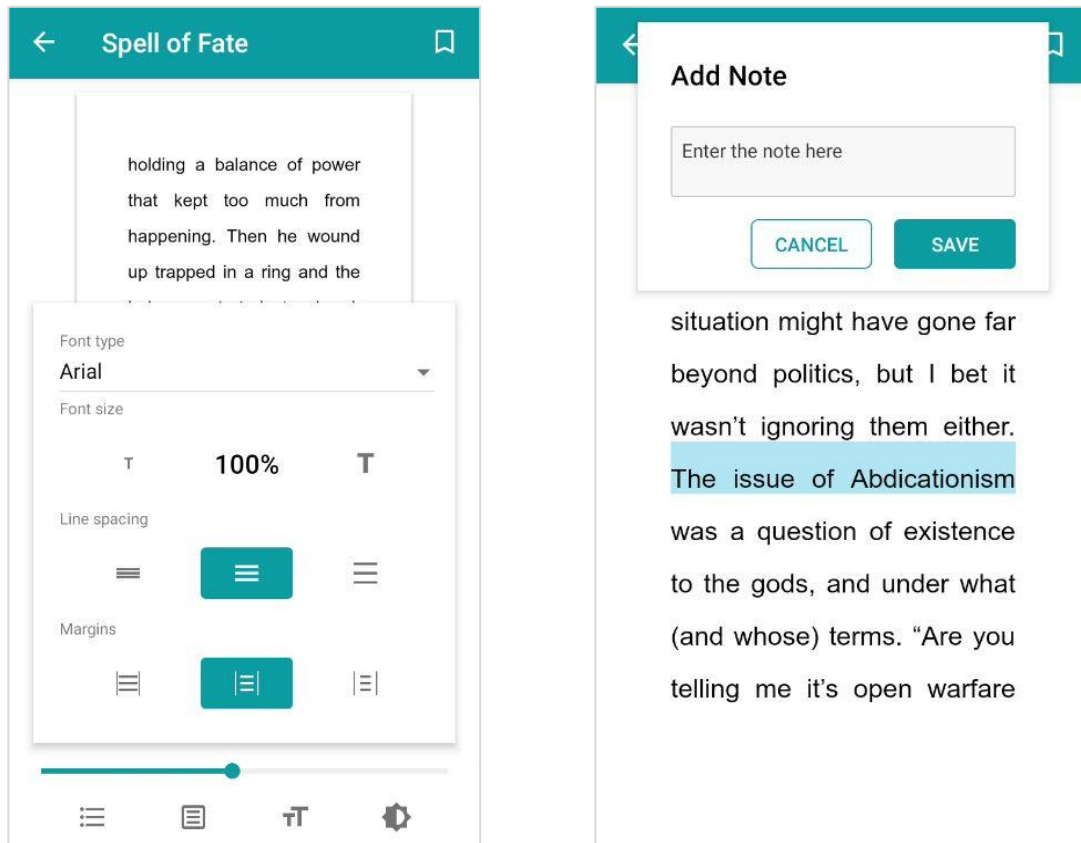 Spell of Fate
holding a balance of power
that kept too much from
happening. Then he wound
up trapped in a ring and the
Font type
Arial
Font size
T 100% T
Line spacing
Margins
TT
Add Note
Enter the note here
CANCEL SAVE
situation might have gone far
beyond politics, but I bet it
wasn’t ignoring them either.
The issue of Abdicationism
was a question of existence
to the gods, and under what
(and whose) terms. “Are you
telling me it’s open warfare